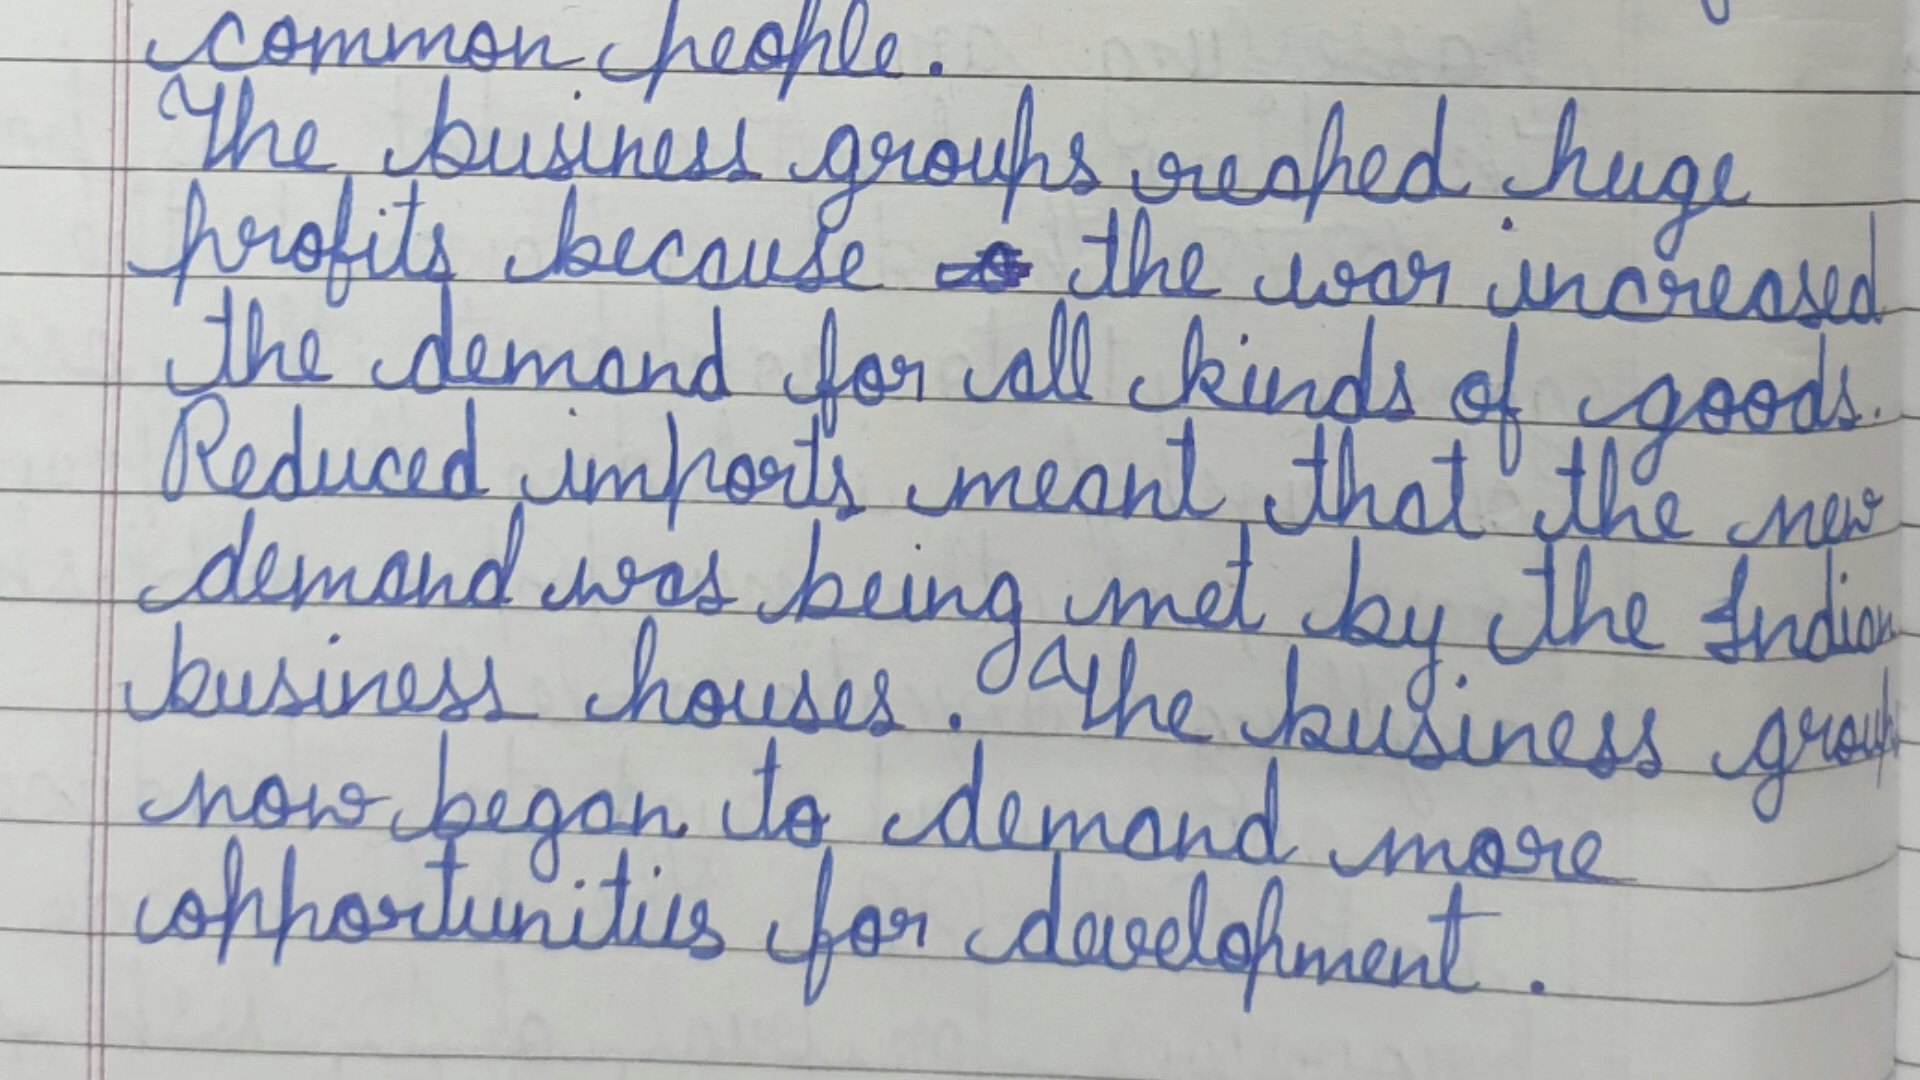 common people.
The business groups reaped huge
profits because the war increased
the demand for all kinds of goods.
Reduced imports meant that the new
demand was being met by the Indian
business houses. The business group
now began to demand more
opportunities for development.